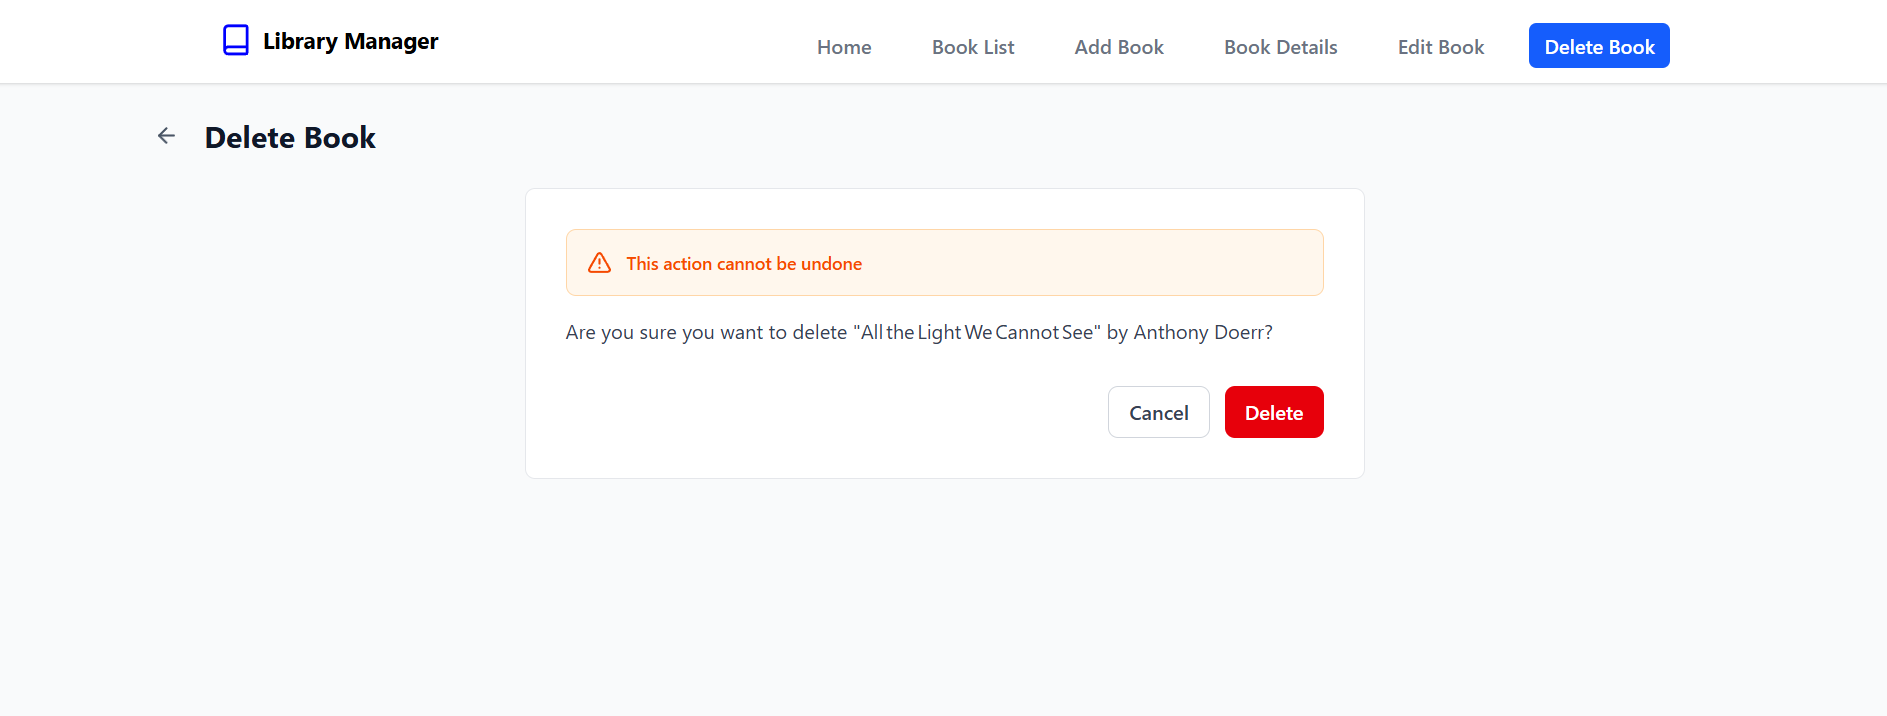 Library Manager
Home Book List Add Book Book Details Edit Book Delete Book
Delete Book
This action cannot be undone
Are you sure you want to delete "All the Light We Cannot See" by Anthony Doerr?
Cancel Delete